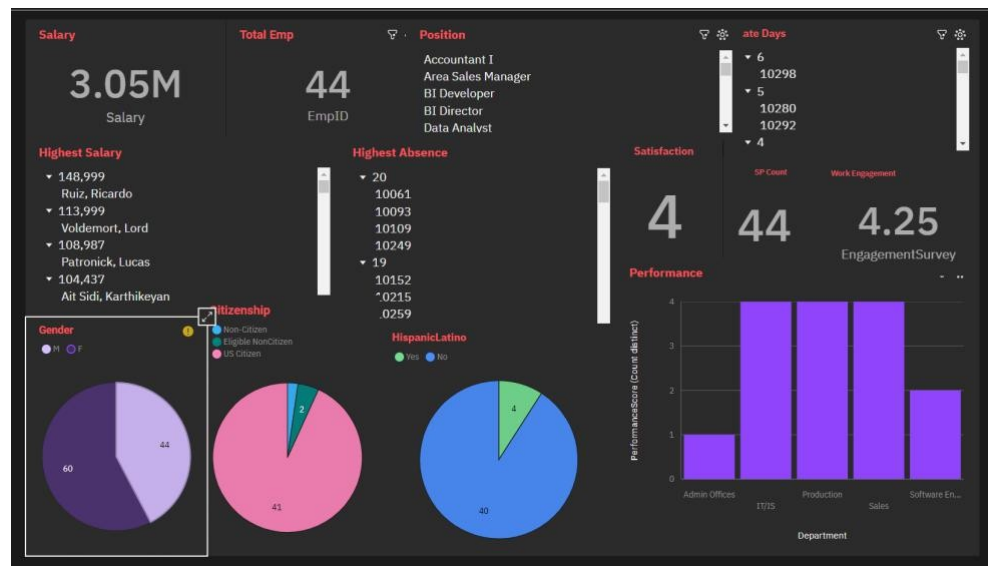 Salary
3.05M
Salary
Total Emp
44
EmpID
Position
Accountant I
Area Sales Manager
BI Developer
BI Director
Data Analyst
ate Days
6
10298
5
10280
10292
4
Highest Salary
148,999
Ruiz, Ricardo
113,999
Voldemort, Lord
108,987
Patronick, Lucas
104,437
Ait Sidi, Karthikeyan
Highest Absence
20
10061
10093
10109
10249
19
10152
0215
0259
Satisfaction
4
SP Count
44
Work Engagement
4.25
EngagementSurvey
Gender
M F
60
44
Citizenship
Non-Citizen
Eligible NonCitizen
US Citizen
2
41
HispanicLatino
Yes No
4
40
Performance
PerformanceScore (Count distinct)
4
3
2
1
0
Admin Offices
IT/IS
Production
Sales
Software En...
Department